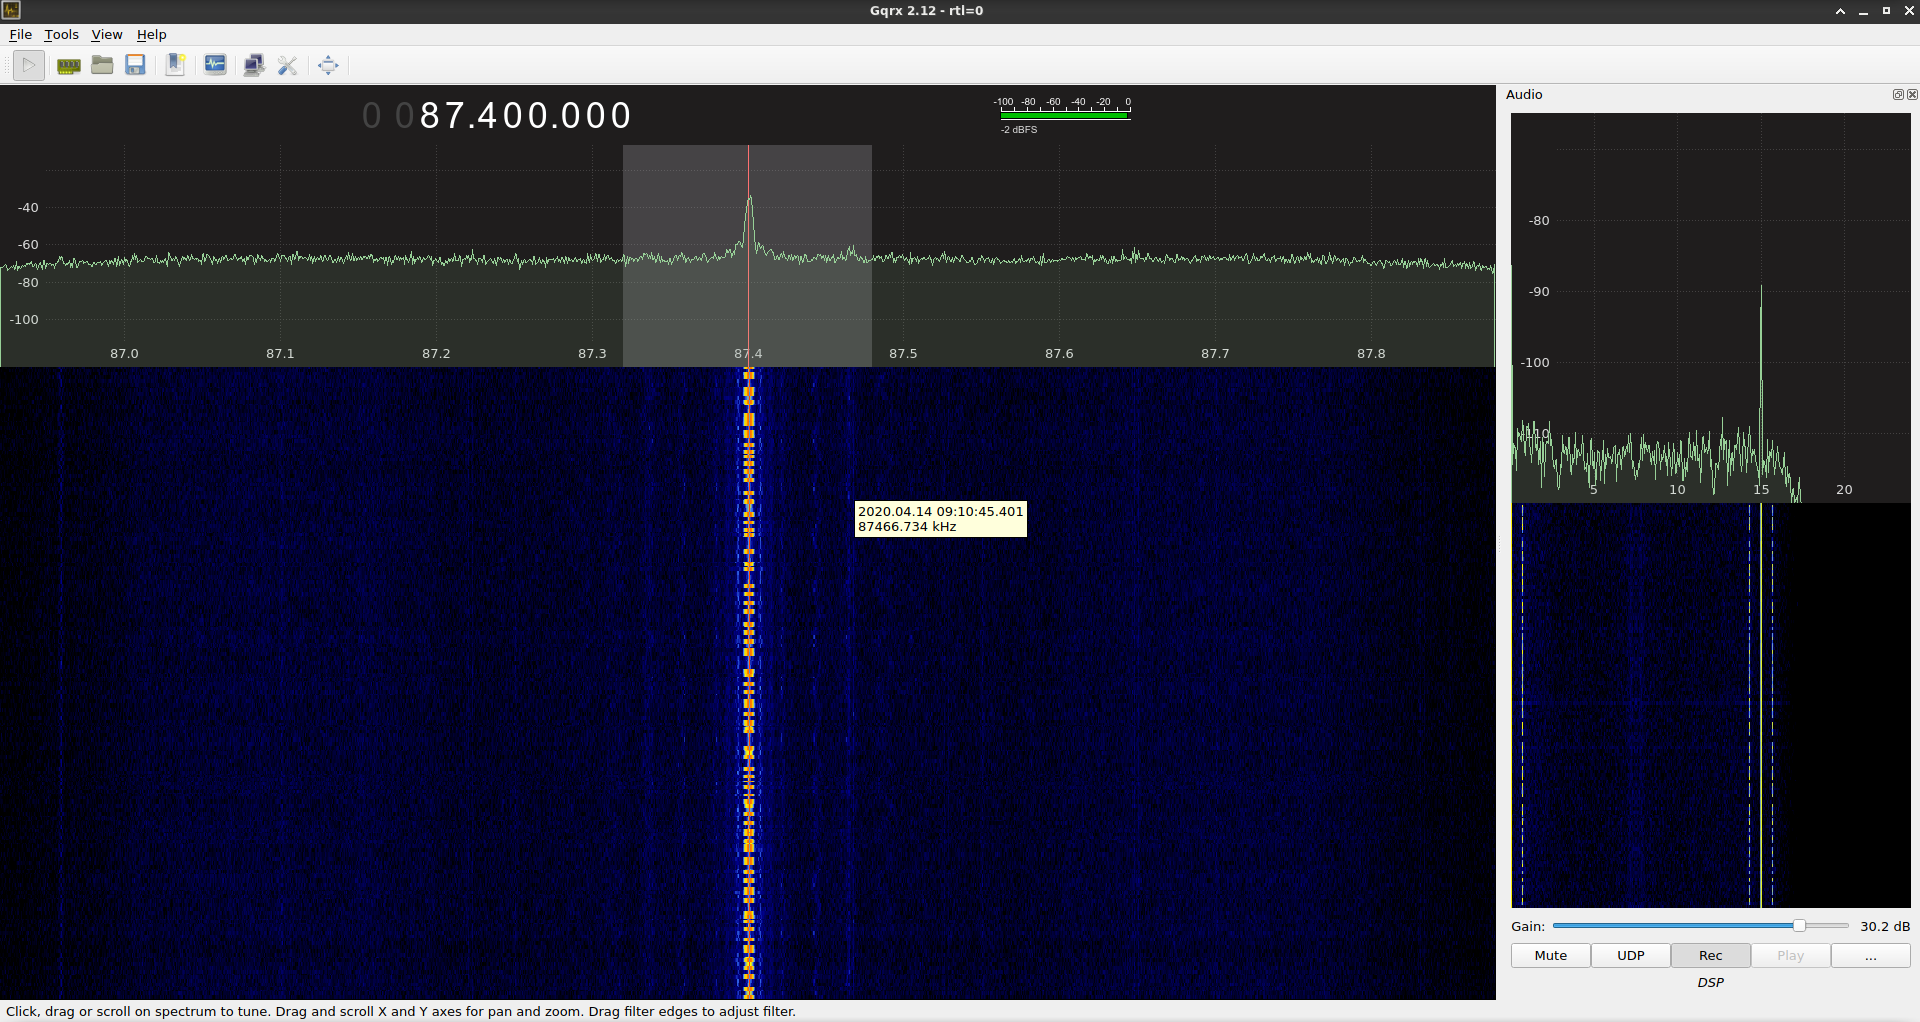 Gqrx 2.12 - rtl=0
File Tools View Help
0 087.400.000
-100 -80 -60 -40 -20 0
-2 dBFS
-40
-60
-80
-100
87.0 87.1 87.2 87.3 87.4 87.5 87.6 87.7 87.8
2020.04.14 09:10:45.401
87466.734 kHz
Audio
-80
-90
-100
5 10 15 20
Gain: 30.2 dB
Mute UDP Rec Play ...
DSP
Click, drag or scroll on spectrum to tune. Drag and scroll X and Y axes for pan and zoom. Drag filter edges to adjust filter.